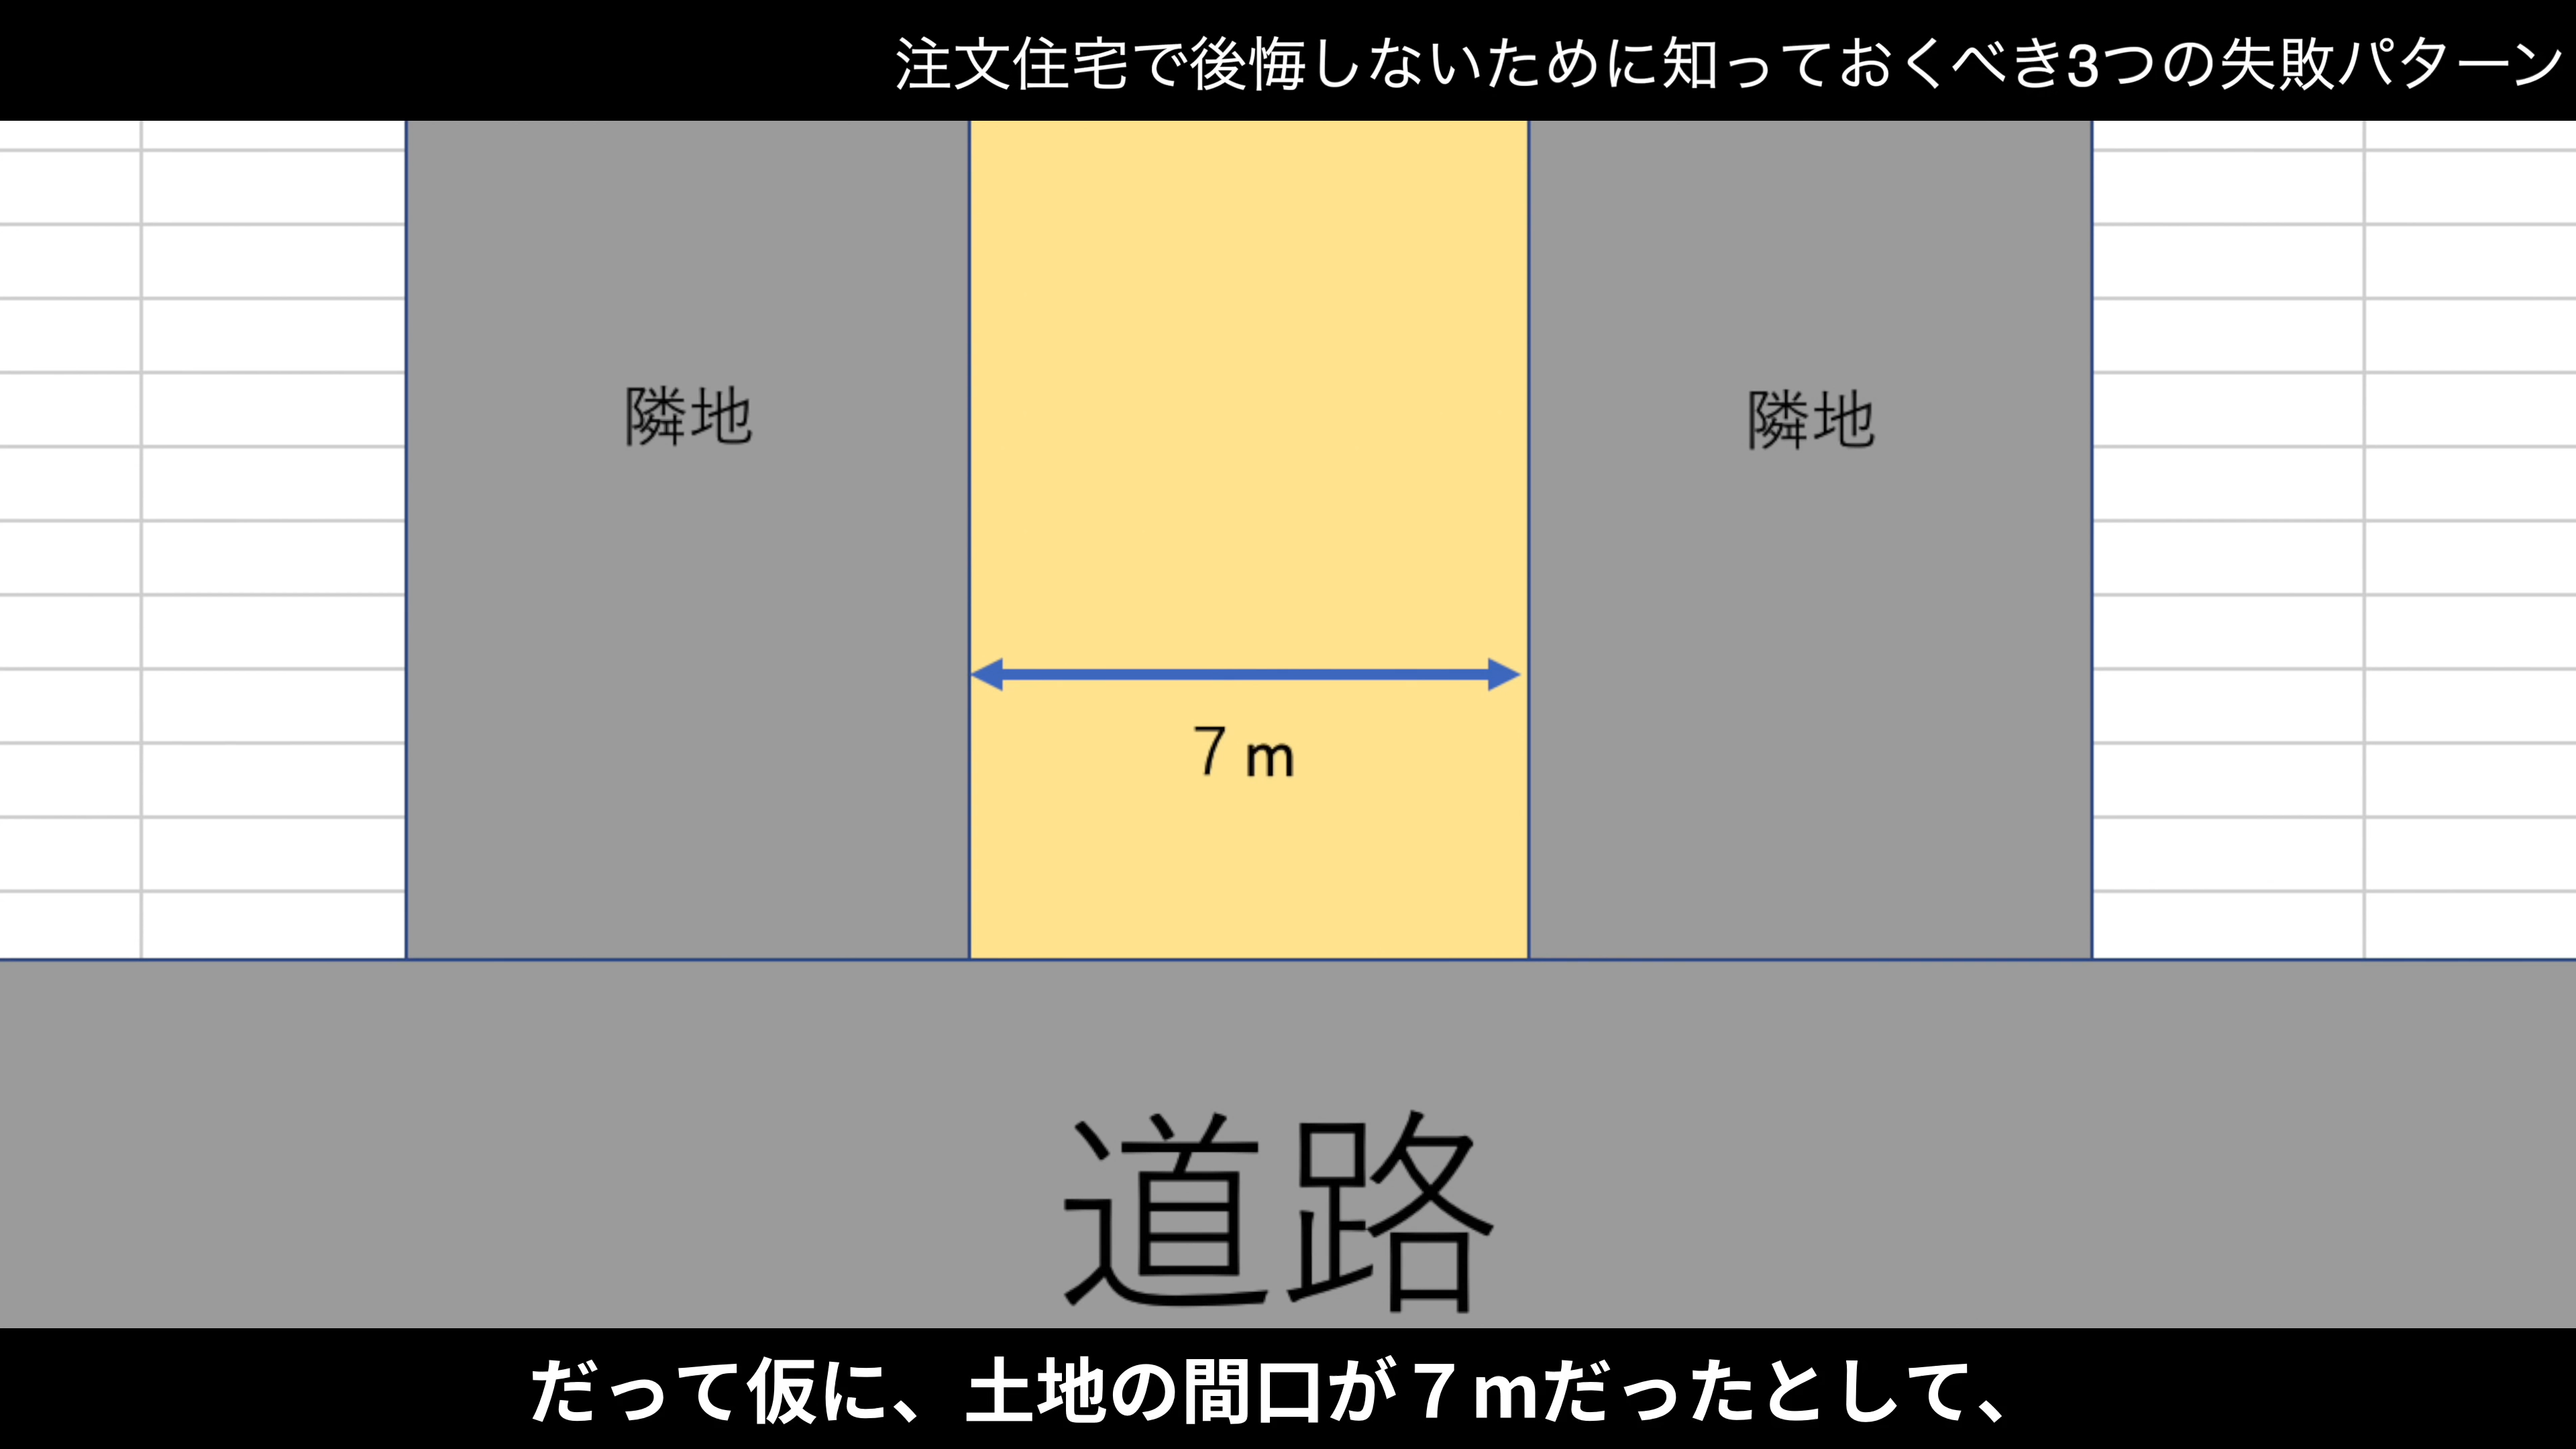 注文住宅で後悔しないために知っておくべき3つの失敗パターン
隣地
隣地
７m
道路
だって仮に、土地の間口が７mだったとして、